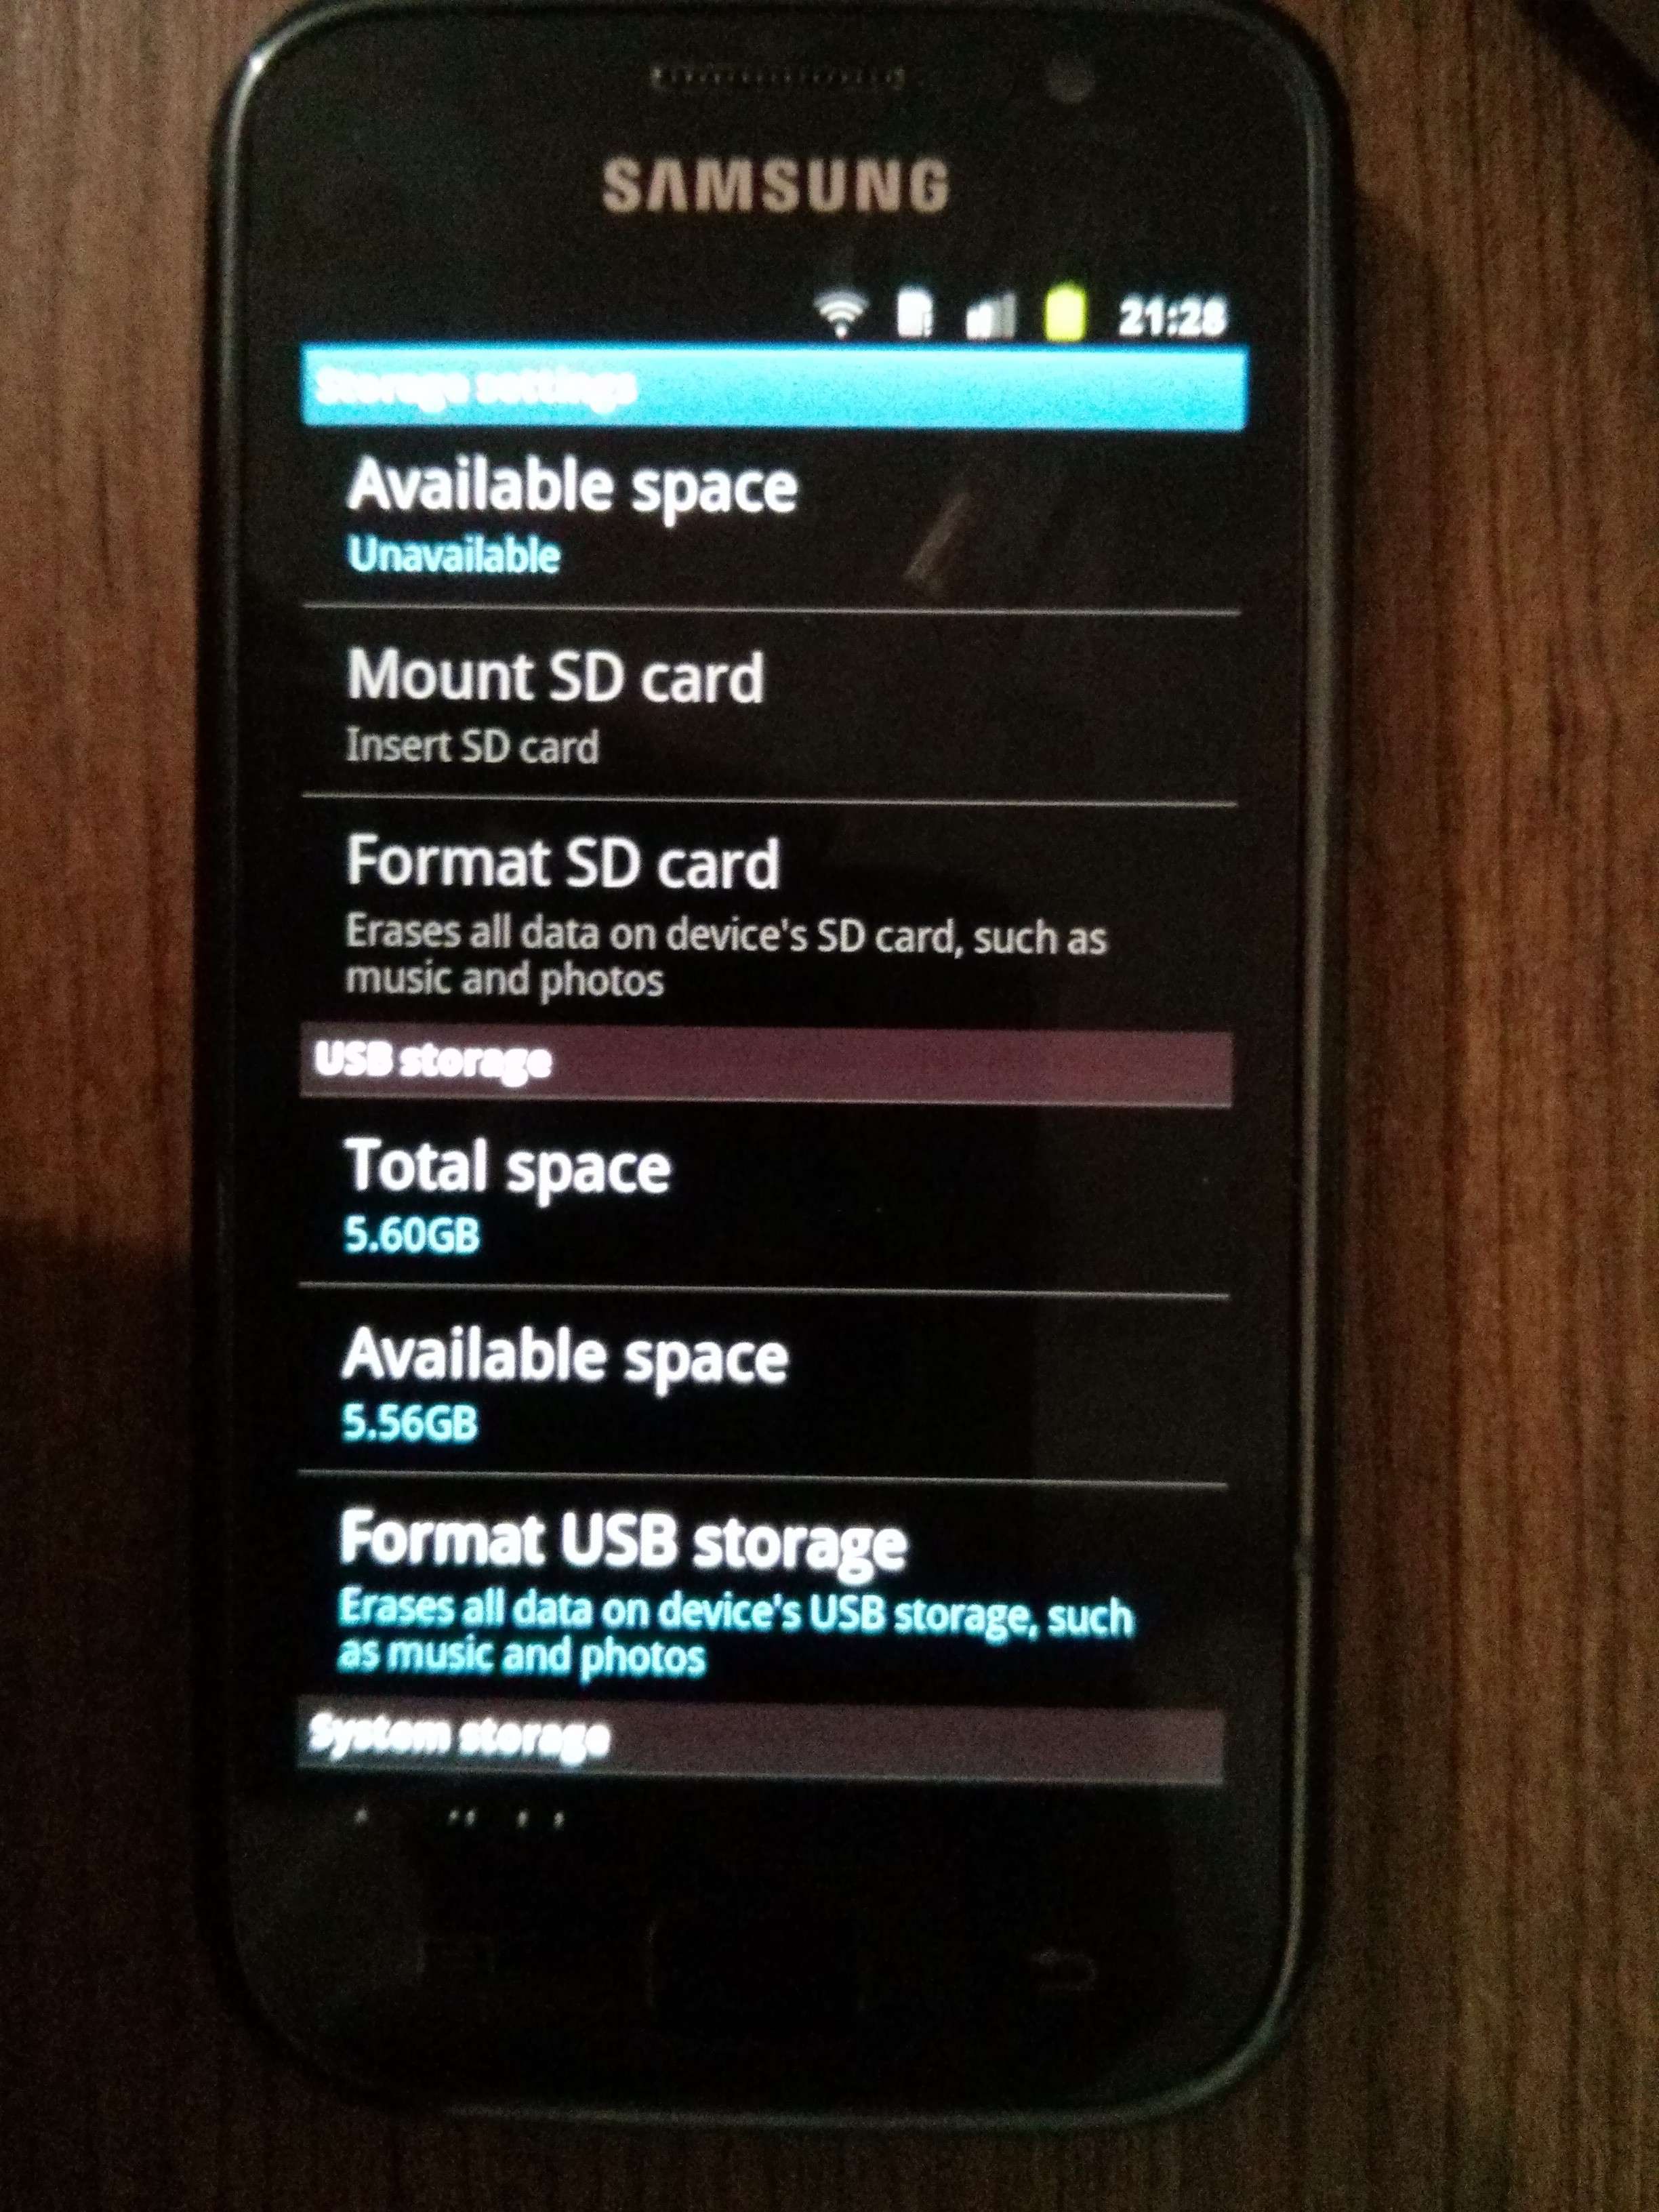 SAMSUNG
21:28
Storage settings
Available space
Unavailable
Mount SD card
Insert SD card
Format SD card
Erases all data on device's SD card, such as
music and photos
USB storage
Total space
5.60GB
Available space
5.56GB
Format USB storage
Erases all data on device's USB storage, such
as music and photos
System storage